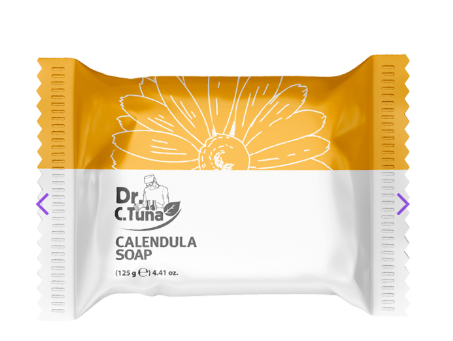 Dr.
C.Tuna
CALENDULA
SOAP
(125 g ℮) 4.41 oz.